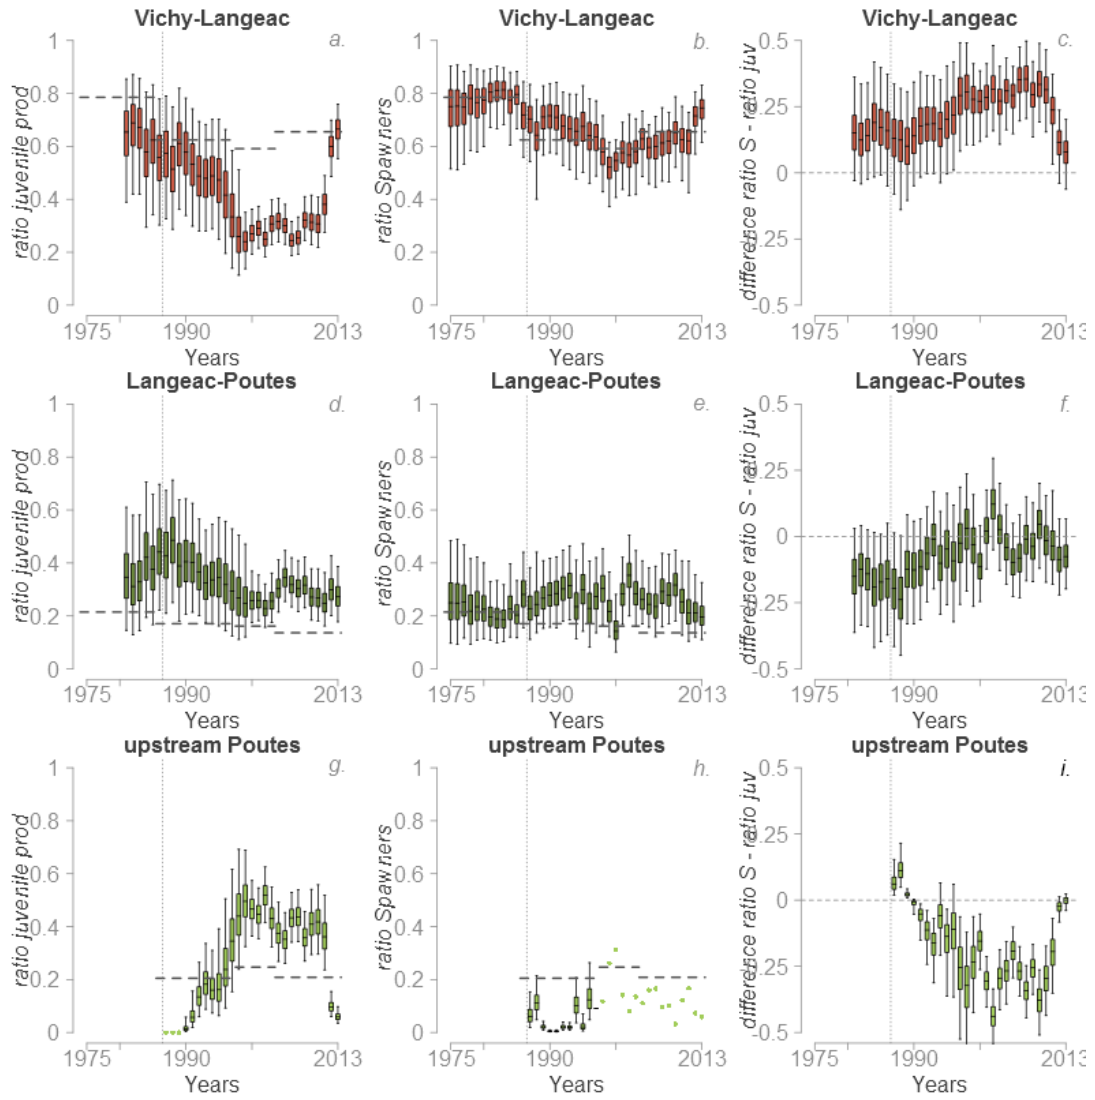 Vichy-Langeac
Vichy-Langeac
Vichy-Langeac
a.
b.
c.
ratio juvenile prod
ratio Spawners
difference ratio S - ratio juv
1
0.8
0.6
0.4
0.2
0
1
0.8
0.6
0.4
0.2
0
0.5
0.25
0
-0.25
-0.5
1975
1990
2013
1975
1990
2013
1975
1990
2013
Years
Years
Years
Langeac-Poutes
Langeac-Poutes
Langeac-Poutes
d.
e.
f.
ratio juvenile prod
ratio Spawners
difference ratio S - ratio juv
1
0.8
0.6
0.4
0.2
0
1
0.8
0.6
0.4
0.2
0
0.5
0.25
0
-0.25
-0.5
1975
1990
2013
1975
1990
2013
1975
1990
2013
Years
Years
Years
upstream Poutes
upstream Poutes
upstream Poutes
g.
h.
i.
ratio juvenile prod
ratio Spawners
difference ratio S - ratio juv
1
0.8
0.6
0.4
0.2
0
1
0.8
0.6
0.4
0.2
0
0.5
0.25
0
-0.25
-0.5
1975
1990
2013
1975
1990
2013
1975
1990
2013
Years
Years
Years